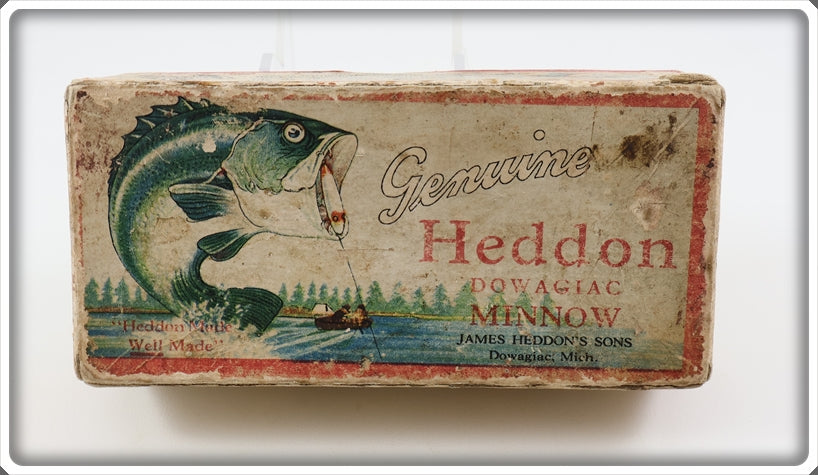 Genuine
Heddon
DOWAGIAC
MINNOW
JAMES HEDDON'S SONS
Dowagiac, Mich.
"Heddon Made
Well Made"